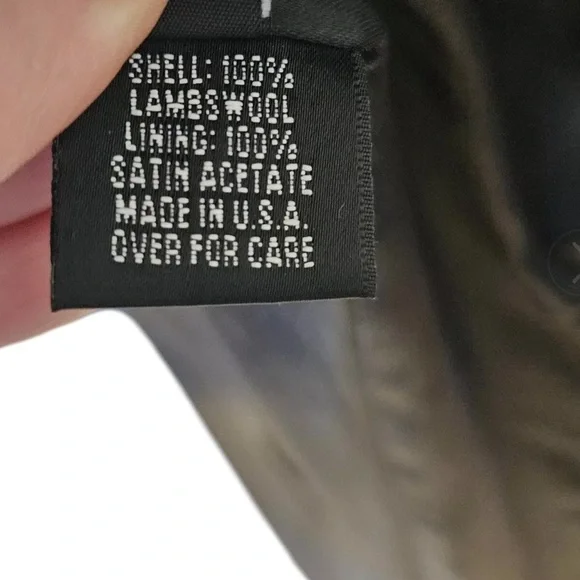 SHELL: 100%
LAMBSWOOL
LINING: 100%
SATIN ACETATE
MADE IN U.S.A.
OVER FOR CARE